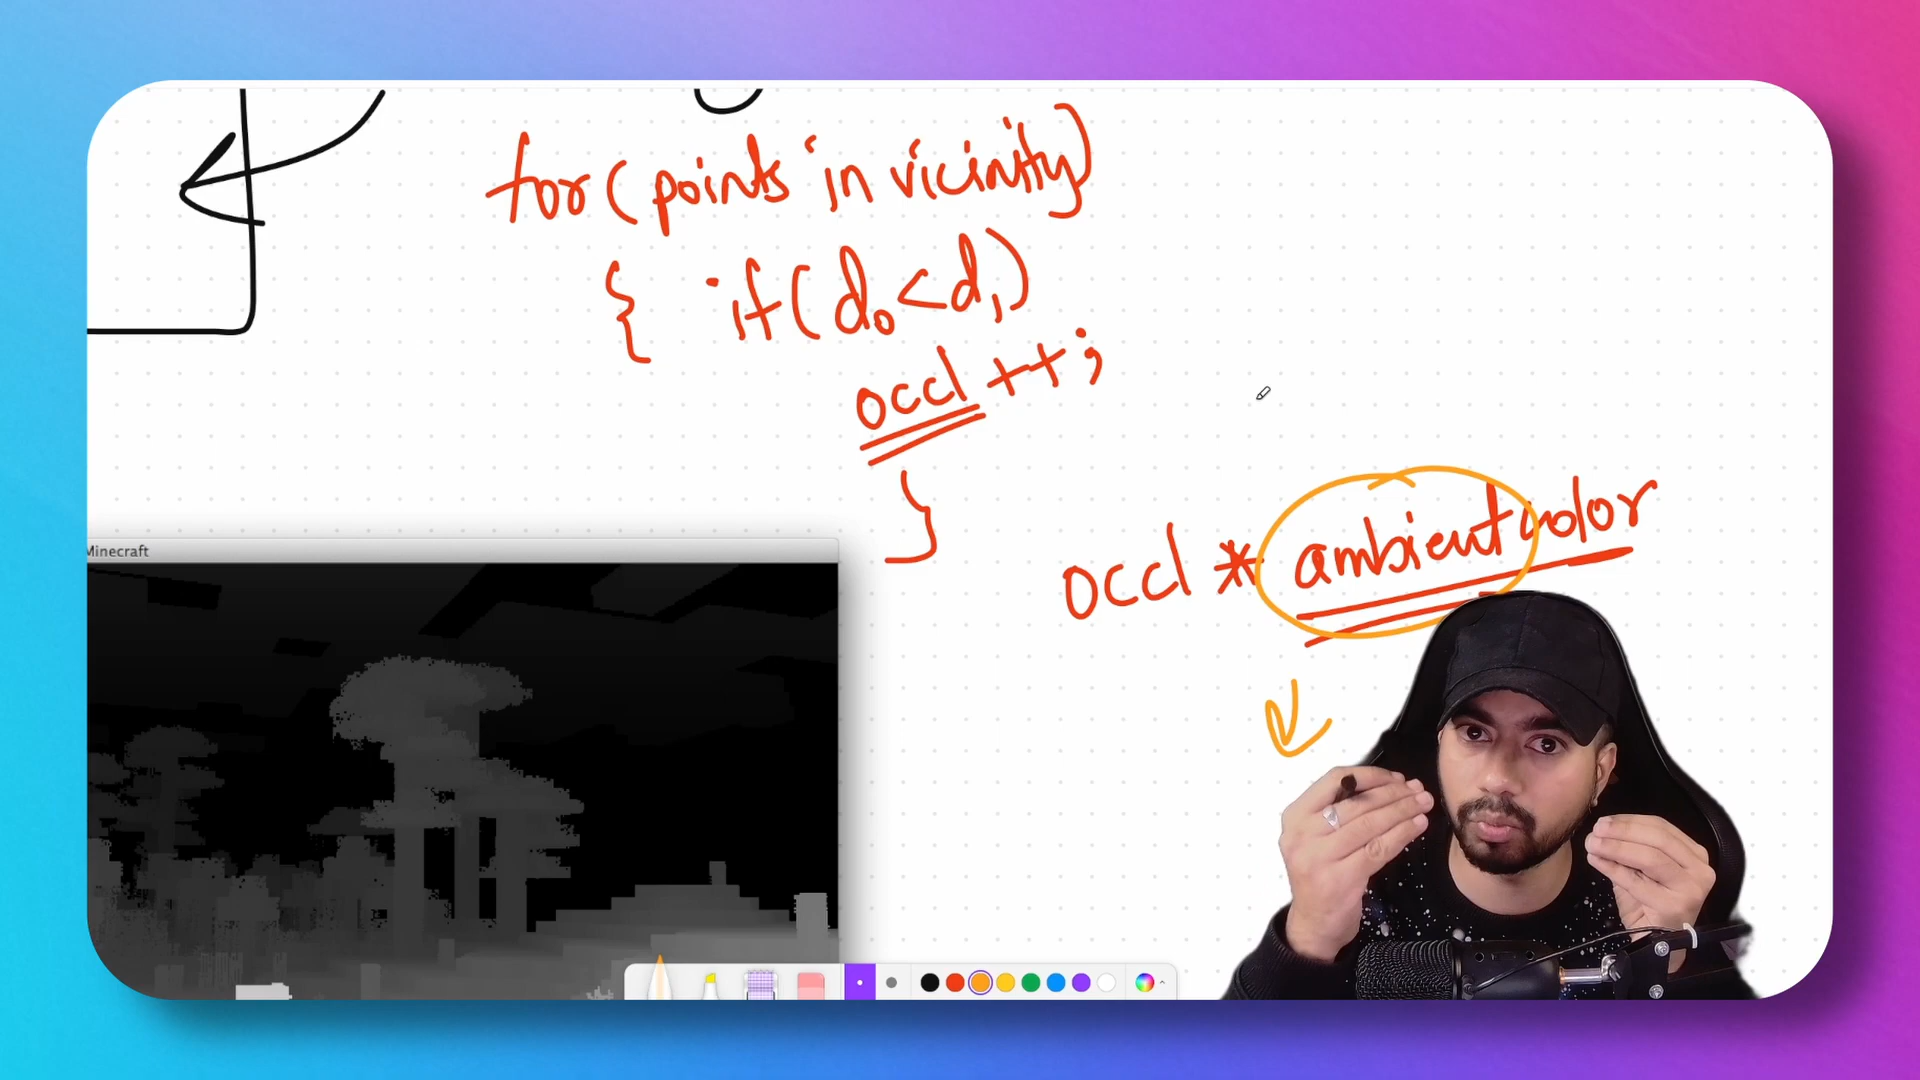 for (points in vicinity)
{ if (d₀ < d₁)
occl ++;
}
occl * ambient color
Minecraft